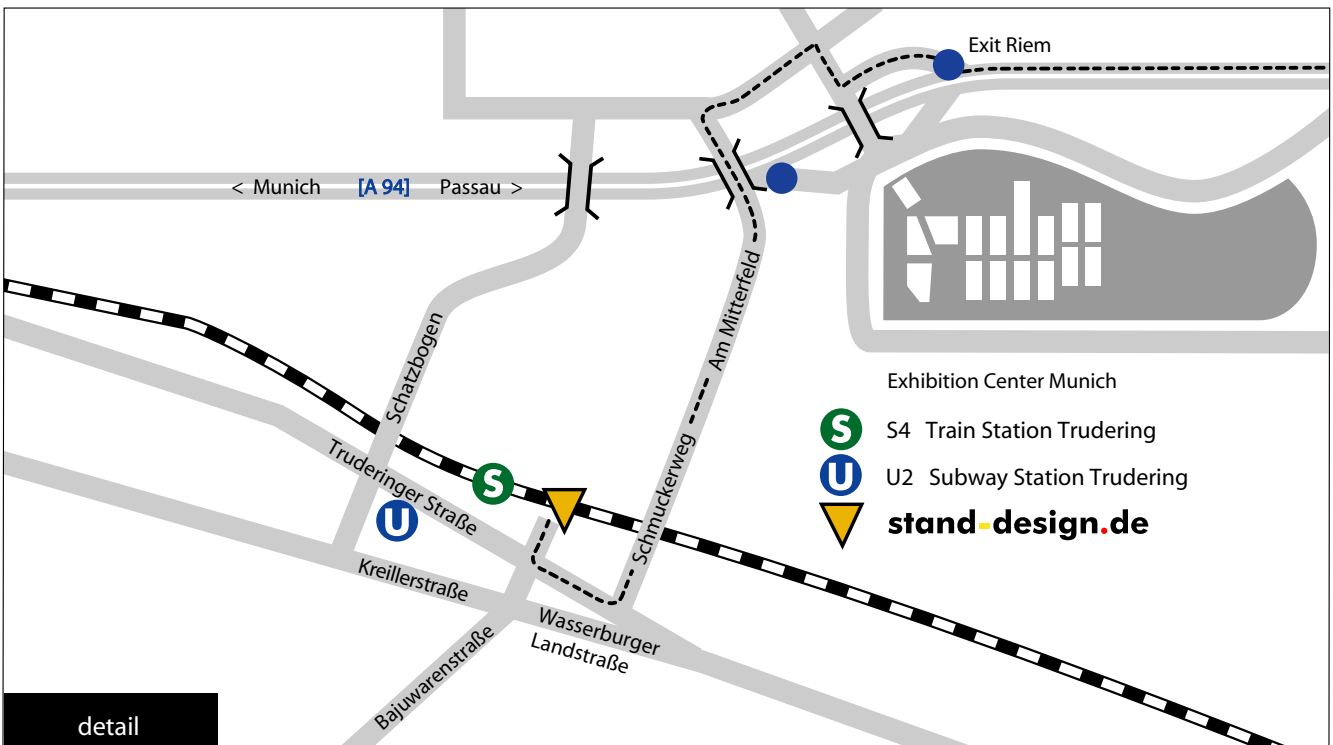 Exit Riem
< Munich [A 94] Passau >
Am Mitterfeld
Schatzbogen
Exhibition Center Munich
S S4 Train Station Trudering
U U2 Subway Station Trudering
stand-design.de
Truderinger Straße
S
U
Schmuckerweg
Kreillerstraße
Wasserburger
Landstraße
Bajuwarenstraße
detail